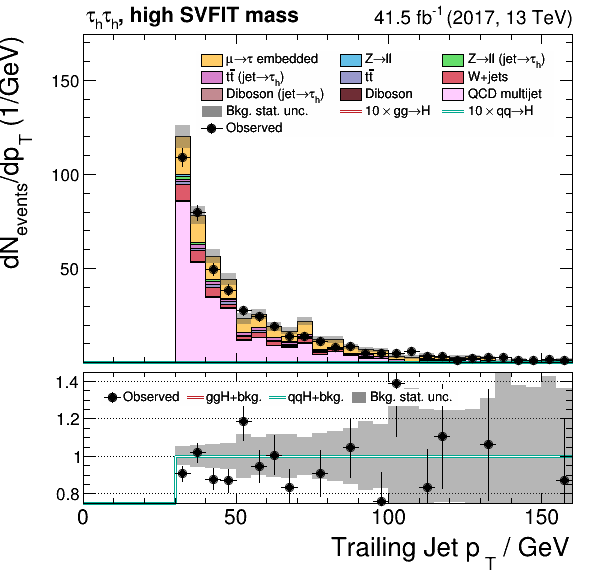 τhτh, high SVFIT mass 41.5 fb-1 (2017, 13 TeV)
dNevents/dpT (1/GeV)
150
100
50
μ→τ embedded Z→ll Z→ll (jet→τh)
tt̄ (jet→τh) tt̄ W+jets
Diboson (jet→τh) Diboson QCD multijet
Bkg. stat. unc. 10 × gg→H 10 × qq→H
Observed
1.4
1.2
1
0.8
Observed ggH+bkg. qqH+bkg. Bkg. stat. unc.
0 50 100 150
Trailing Jet pT / GeV